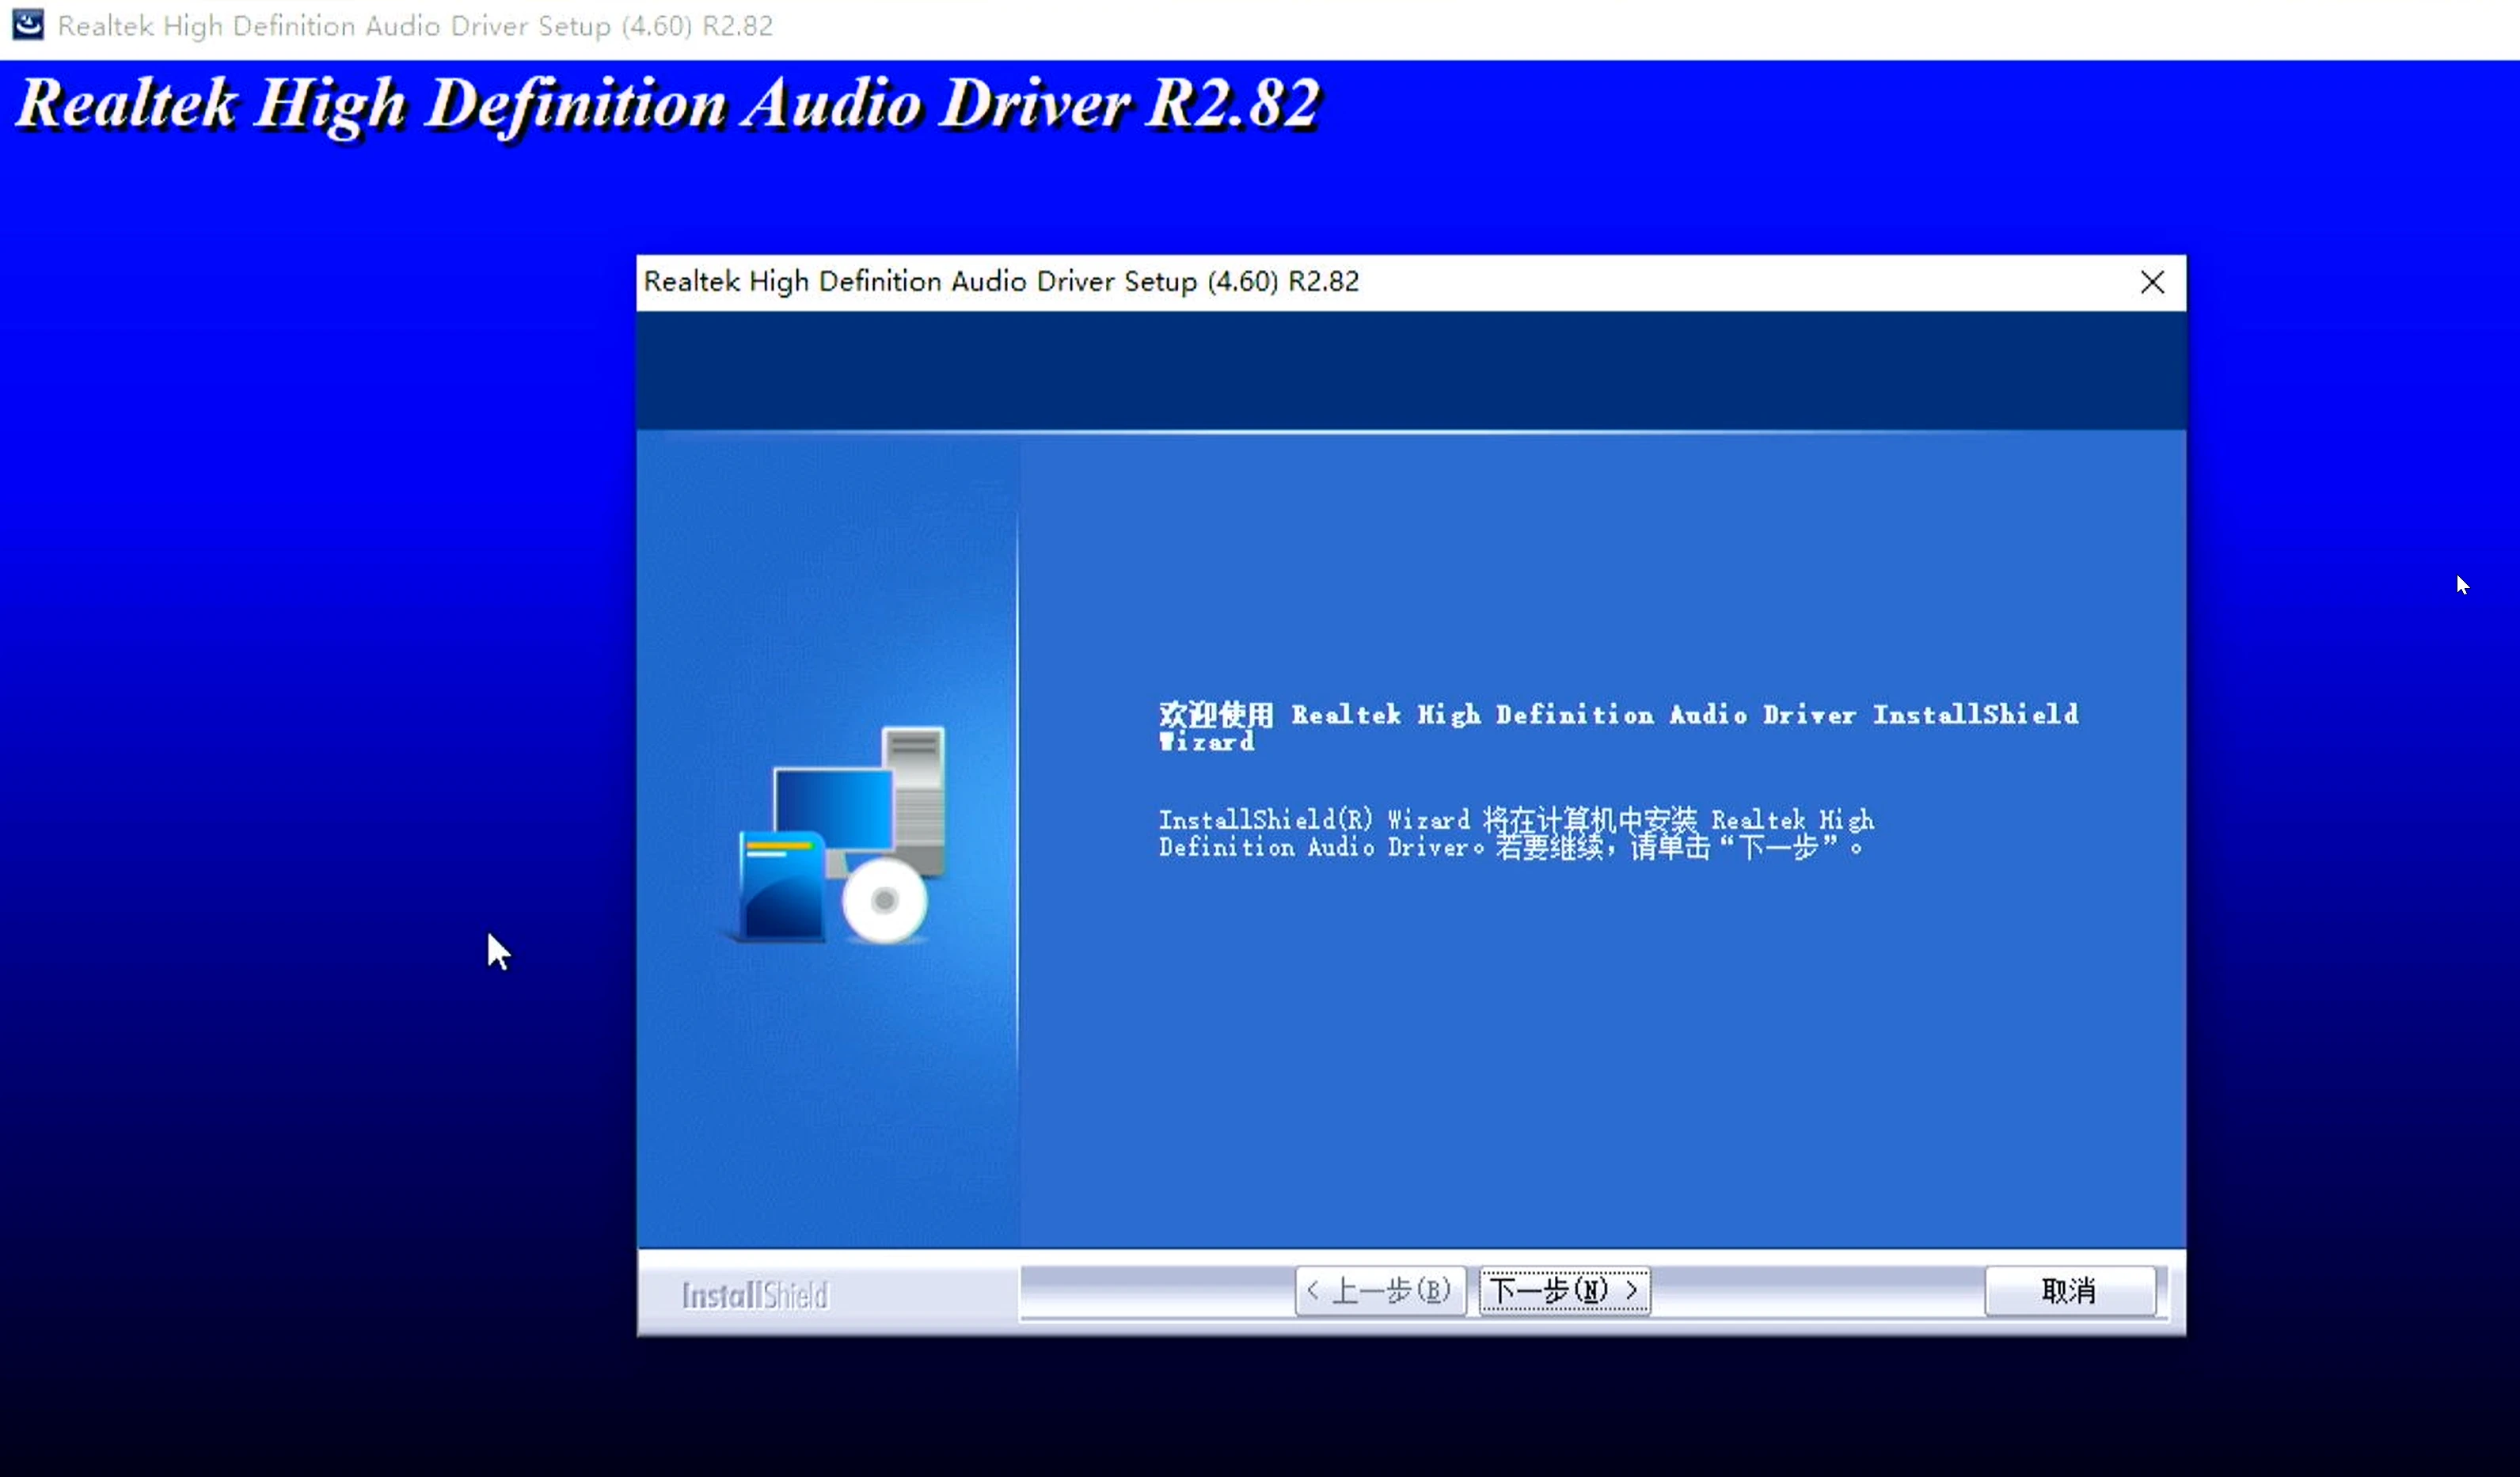 Realtek High Definition Audio Driver Setup (4.60) R2.82
Realtek High Definition Audio Driver R2.82
Realtek High Definition Audio Driver Setup (4.60) R2.82
欢迎使用 Realtek High Definition Audio Driver InstallShield
Wizard
InstallShield(R) Wizard 将在计算机中安装 Realtek High
Definition Audio Driver。若要继续，请单击“下一步”。
InstallShield
< 上一步(B)
下一步(N) >
取消